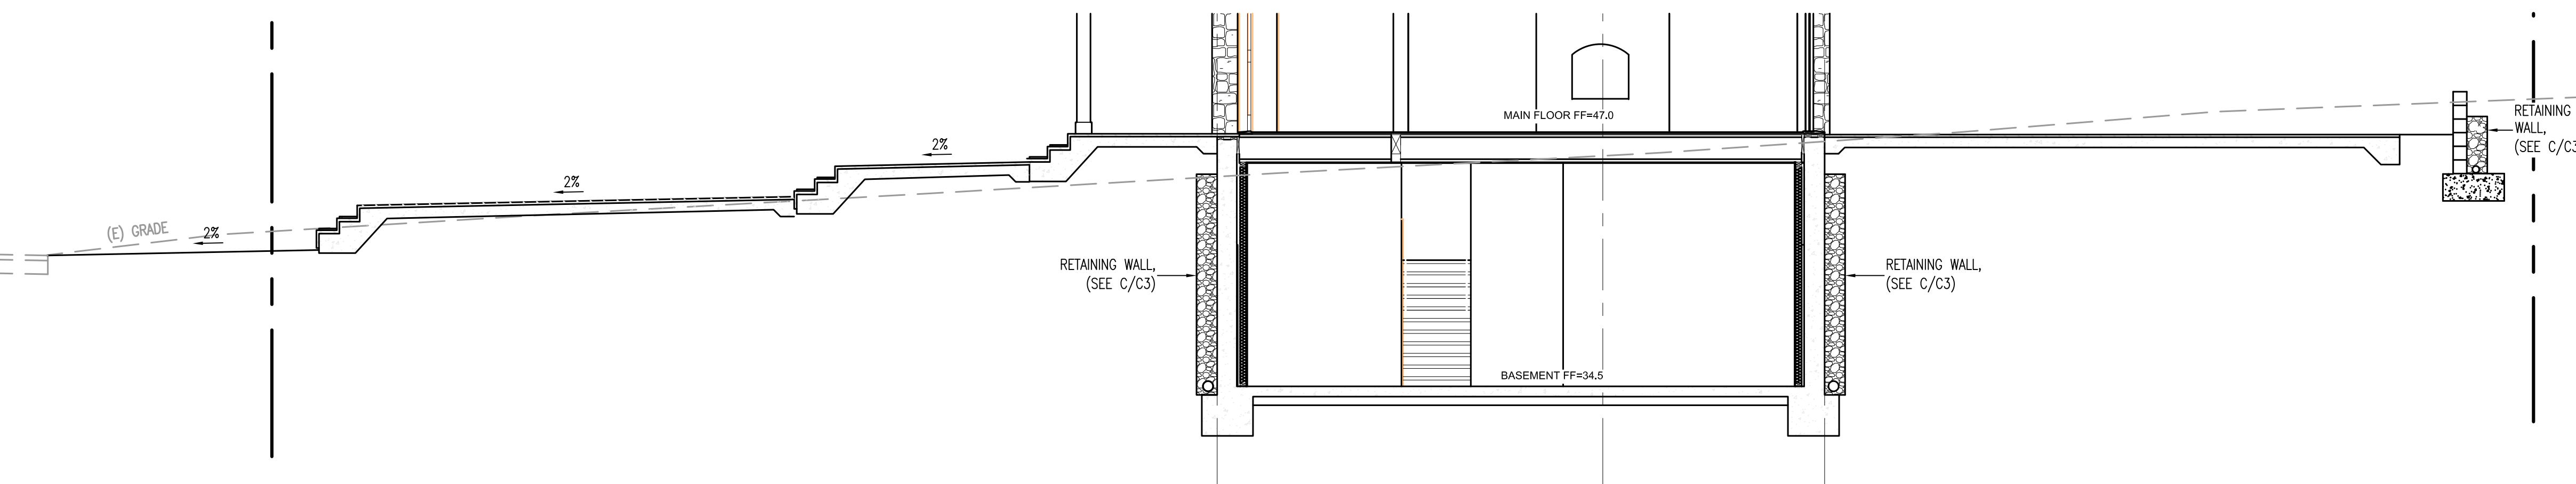 MAIN FLOOR FF=47.0
RETAINING
WALL,
(SEE C/C3
2%
2%
(E) GRADE
2%
RETAINING WALL,
(SEE C/C3)
RETAINING WALL,
(SEE C/C3)
BASEMENT FF=34.5